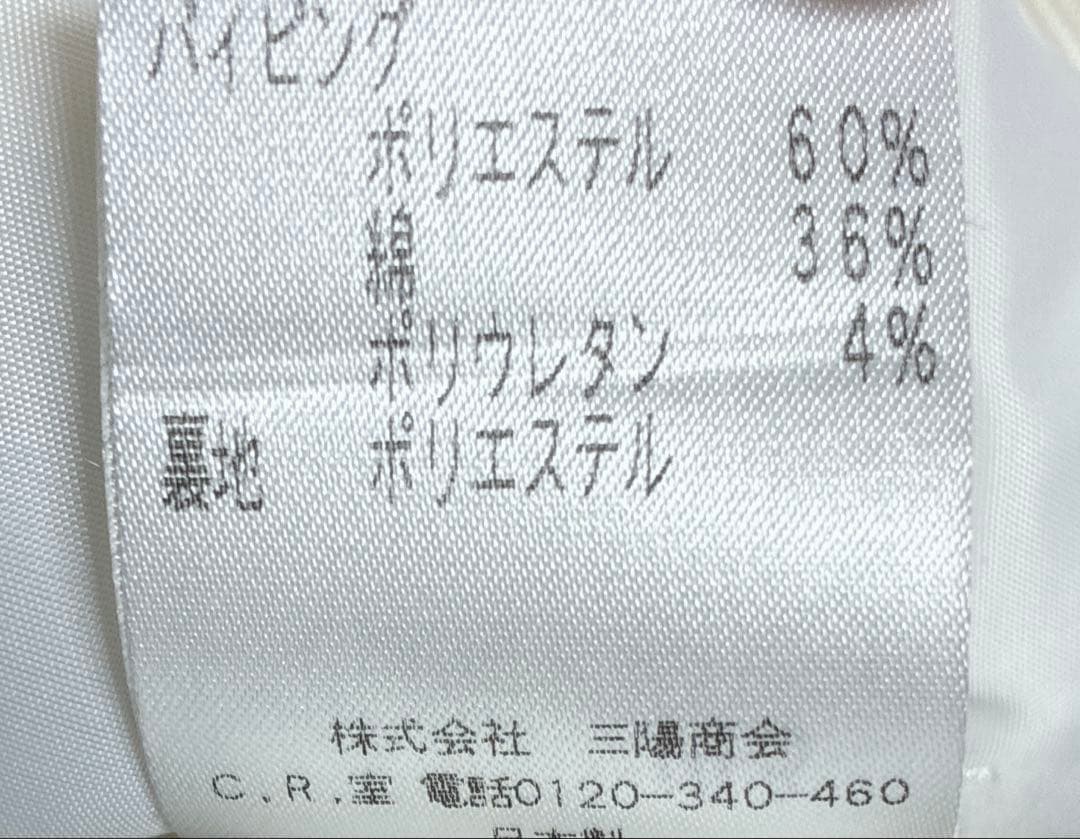 パイピング
ポリエステル 60%
綿 36%
ポリウレタン 4%
裏地 ポリエステル
株式会社 三陽商会
C.R.室 電話0120-340-460